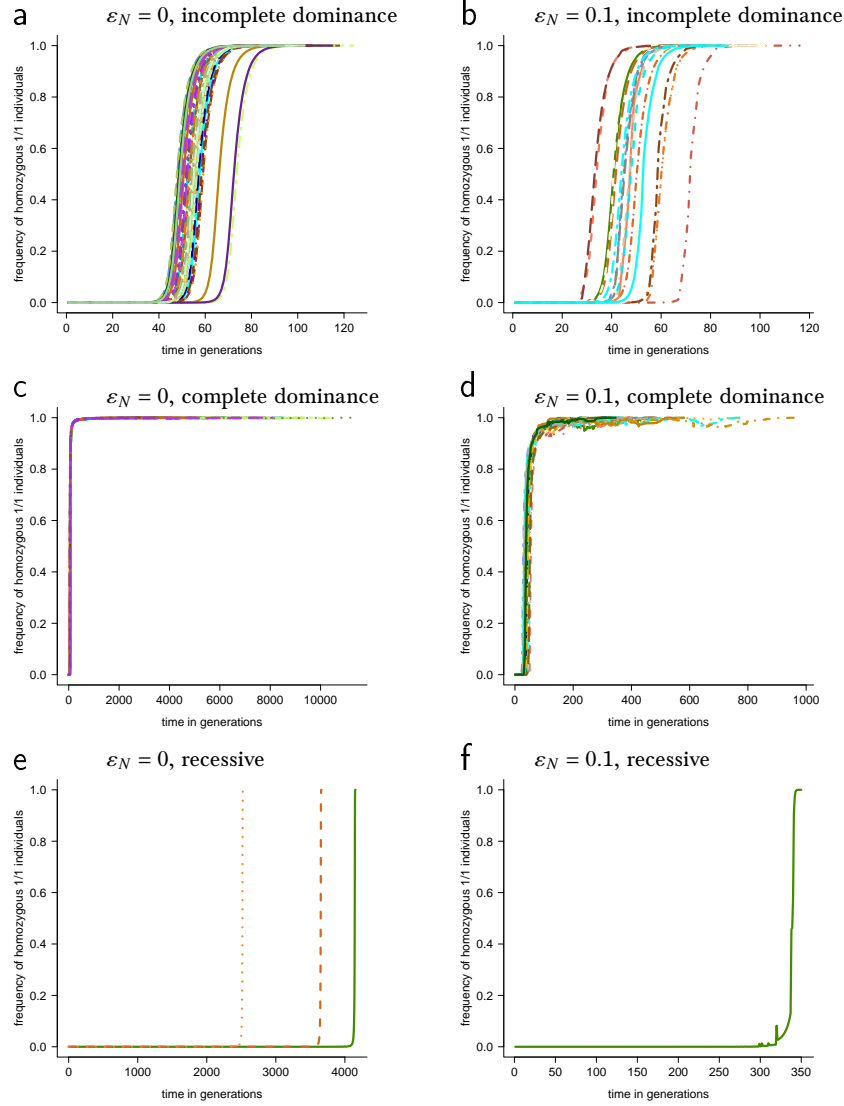 a
εN = 0, incomplete dominance
frequency of homozygous 1/1 individuals
1.0
0.8
0.6
0.4
0.2
0.0
0 20 40 60 80 100 120
time in generations
b
εN = 0.1, incomplete dominance
frequency of homozygous 1/1 individuals
1.0
0.8
0.6
0.4
0.2
0.0
0 20 40 60 80 100 120
time in generations
c
εN = 0, complete dominance
frequency of homozygous 1/1 individuals
1.0
0.8
0.6
0.4
0.2
0.0
0 2000 4000 6000 8000 10000
time in generations
d
εN = 0.1, complete dominance
frequency of homozygous 1/1 individuals
1.0
0.8
0.6
0.4
0.2
0.0
0 200 400 600 800 1000
time in generations
e
εN = 0, recessive
frequency of homozygous 1/1 individuals
1.0
0.8
0.6
0.4
0.2
0.0
0 1000 2000 3000 4000
time in generations
f
εN = 0.1, recessive
frequency of homozygous 1/1 individuals
1.0
0.8
0.6
0.4
0.2
0.0
0 50 100 150 200 250 300 350
time in generations